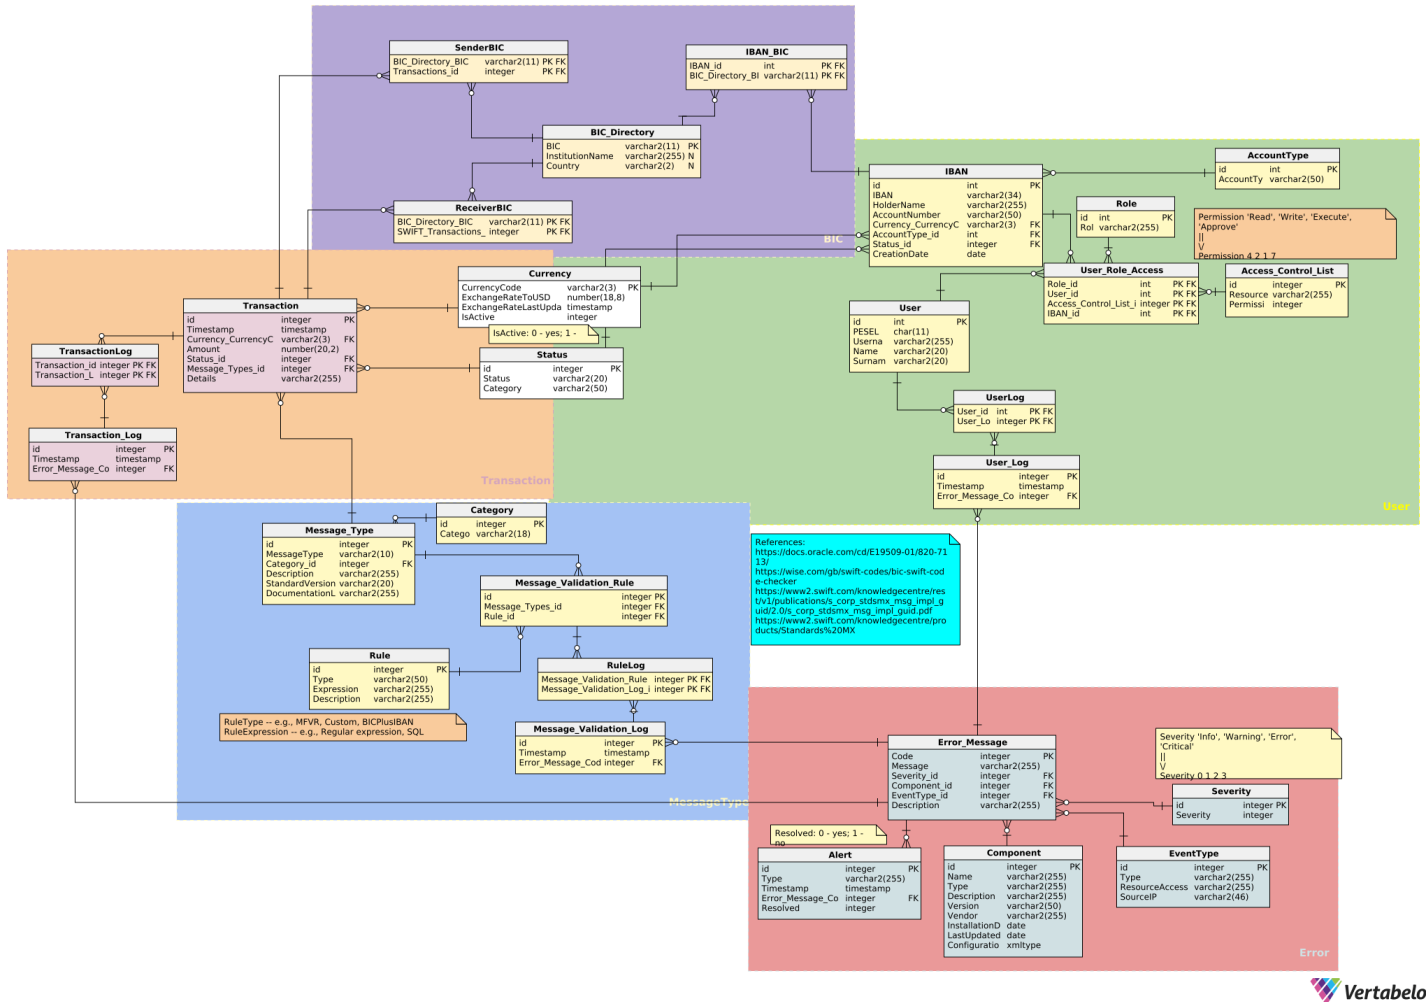 SenderBIC
BIC_Directory_BIC varchar2(11) PK FK
Transactions_id integer PK FK
IBAN_BIC
IBAN_id int PK FK
BIC_Directory_BI varchar2(11) PK FK
BIC_Directory
BIC varchar2(11) PK
InstitutionName varchar2(255) N
Country varchar2(2) N
ReceiverBIC
BIC_Directory_BIC varchar2(11) PK FK
SWIFT_Transactions_ integer PK FK
BIC
IBAN
id int PK
IBAN varchar2(34)
HolderName varchar2(255)
AccountNumber varchar2(50)
Currency_CurrencyC varchar2(3) FK
AccountType_id int FK
Status_id integer FK
CreationDate date
AccountType
id int PK
AccountTy varchar2(50)
Role
id int PK
Rol varchar2(255)
Permission 'Read', 'Write', 'Execute',
'Approve'
||
\/
Permission 4 2 1 7
User_Role_Access
Role_id int PK FK
User_id int PK FK
Access_Control_List_i integer PK FK
IBAN_id int PK FK
Access_Control_List
id integer PK
Resource varchar2(255)
Permissi integer
User
id int PK
PESEL char(11)
Userna varchar2(255)
Name varchar2(20)
Surnam varchar2(20)
UserLog
User_id int PK FK
User_Lo integer PK FK
User_Log
id integer PK
Timestamp timestamp
Error_Message_Co integer FK
User
Currency
CurrencyCode varchar2(3) PK
ExchangeRateToUSD number(18,8)
ExchangeRateLastUpda timestamp
IsActive integer
IsActive: 0 - yes; 1 -
Status
id integer PK
Status varchar2(20)
Category varchar2(50)
Transaction
id integer PK
Timestamp timestamp
Currency_CurrencyC varchar2(3) FK
Amount number(20,2)
Status_id integer FK
Message_Types_id integer FK
Details varchar2(255)
TransactionLog
Transaction_id integer PK FK
Transaction_L integer PK FK
Transaction_Log
id integer PK
Timestamp timestamp
Error_Message_Co integer FK
Transaction
Category
id integer PK
Catego varchar2(18)
Message_Type
id integer PK
MessageType varchar2(10)
Category_id integer FK
Description varchar2(255)
StandardVersion varchar2(20)
DocumentationL varchar2(255)
Message_Validation_Rule
id integer PK
Message_Types_id integer FK
Rule_id integer FK
Rule
id integer PK
Type varchar2(50)
Expression varchar2(255)
Description varchar2(255)
RuleLog
Message_Validation_Rule integer PK FK
Message_Validation_Log_i integer PK FK
RuleType -- e.g., MFVR, Custom, BICPlusIBAN
RuleExpression -- e.g., Regular expression, SQL
Message_Validation_Log
id integer PK
Timestamp timestamp
Error_Message_Cod integer FK
MessageType
References:
https://docs.oracle.com/cd/E19509-01/820-71
13/
https://wise.com/gb/swift-codes/bic-swift-cod
e-checker
https://www2.swift.com/knowledgecentre/res
t/v1/publications/s_corp_stdsmx_msg_impl_g
uid/2.0/s_corp_stdsmx_msg_impl_guid.pdf
https://www2.swift.com/knowledgecentre/pro
ducts/Standards%20MX
Error_Message
Code integer PK
Message varchar2(255)
Severity_id integer FK
Component_id integer FK
EventType_id integer FK
Description varchar2(255)
Severity 'Info', 'Warning', 'Error',
'Critical'
||
\/
Severity 0 1 2 3
Severity
id integer PK
Severity integer
Resolved: 0 - yes; 1 -
no
Alert
id integer PK
Type varchar2(255)
Timestamp timestamp
Error_Message_Co integer FK
Resolved integer
Component
id integer PK
Name varchar2(255)
Type varchar2(255)
Description varchar2(255)
Version varchar2(50)
Vendor varchar2(255)
InstallationD date
LastUpdated date
Configuratio xmltype
EventType
id integer PK
Type varchar2(255)
ResourceAccess varchar2(255)
SourceIP varchar2(46)
Error
Vertabelo